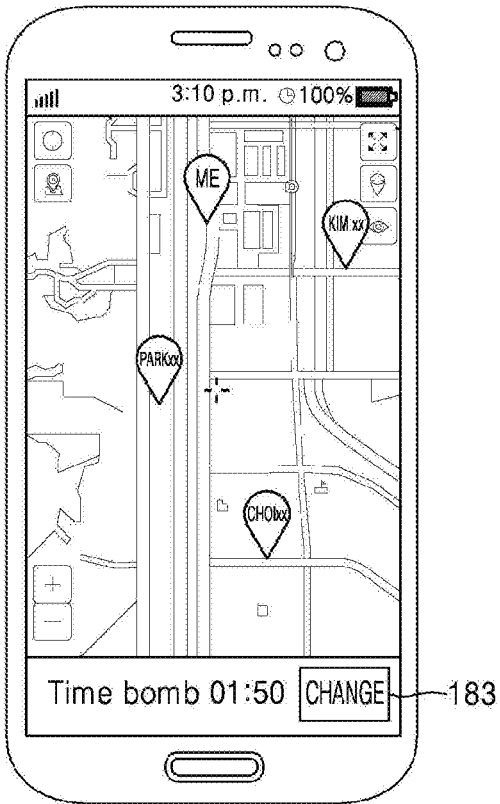 3:10 p.m. 100%
ME
KIM xx
PARKxx
CHOIxx
+
−
Time bomb 01:50 CHANGE 183